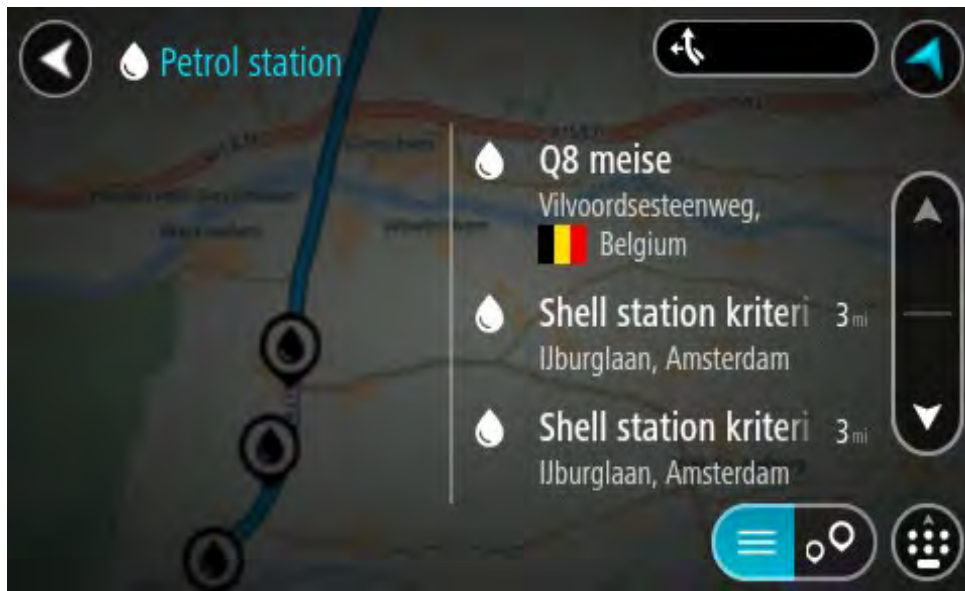 Petrol station
Q8 meise
Vilvoordsesteenweg,
Belgium
Shell station kriteri 3 mi
IJburglaan, Amsterdam
Shell station kriteri 3 mi
IJburglaan, Amsterdam